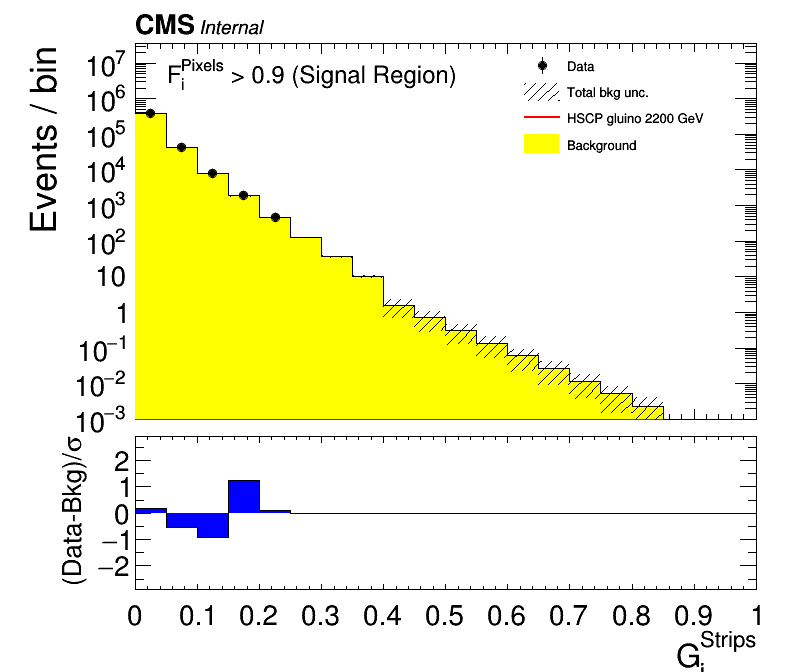 CMS Internal
F_i^Pixels > 0.9 (Signal Region)
Data
Total bkg unc.
HSCP gluino 2200 GeV
Background
Events / bin
10^7
10^6
10^5
10^4
10^3
10^2
10
1
10^−1
10^−2
10^−3
(Data-Bkg)/σ
2
1
0
−1
−2
0 0.1 0.2 0.3 0.4 0.5 0.6 0.7 0.8 0.9 1
G_i^Strips